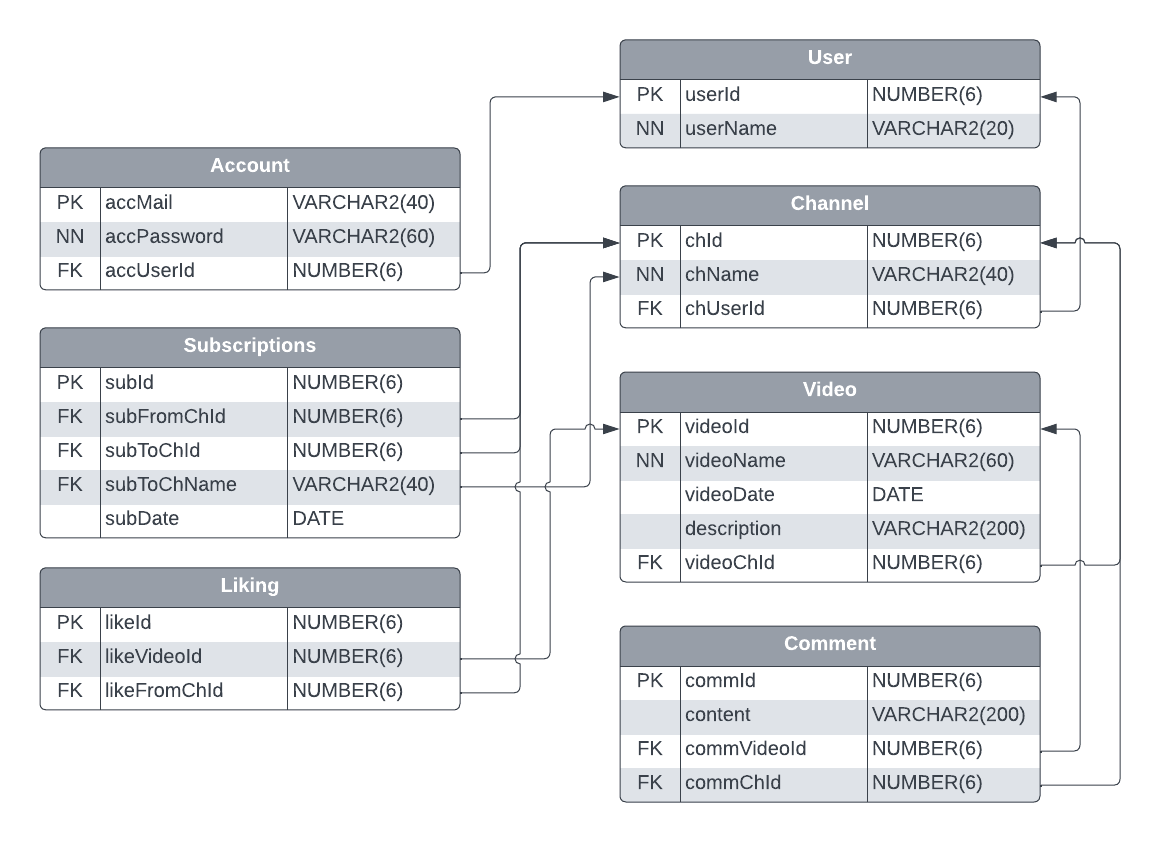 User
PK userId NUMBER(6)
NN userName VARCHAR2(20)
Account
PK accMail VARCHAR2(40)
NN accPassword VARCHAR2(60)
FK accUserId NUMBER(6)
Channel
PK chId NUMBER(6)
NN chName VARCHAR2(40)
FK chUserId NUMBER(6)
Subscriptions
PK subId NUMBER(6)
FK subFromChId NUMBER(6)
FK subToChId NUMBER(6)
FK subToChName VARCHAR2(40)
subDate DATE
Video
PK videoId NUMBER(6)
NN videoName VARCHAR2(60)
videoDate DATE
description VARCHAR2(200)
FK videoChId NUMBER(6)
Liking
PK likeId NUMBER(6)
FK likeVideoId NUMBER(6)
FK likeFromChId NUMBER(6)
Comment
PK commId NUMBER(6)
content VARCHAR2(200)
FK commVideoId NUMBER(6)
FK commChId NUMBER(6)